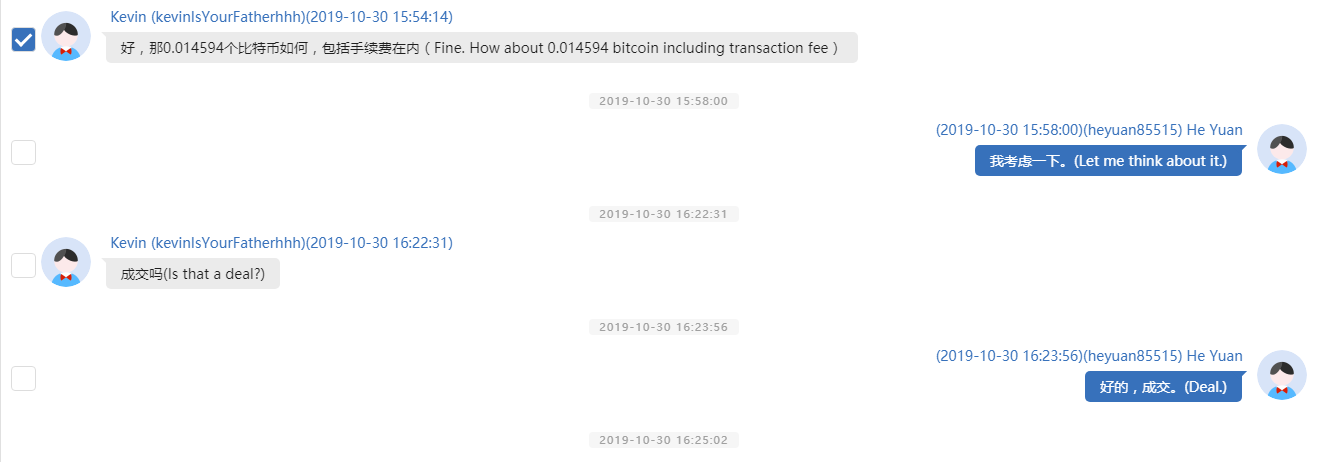 Kevin (kevinIsYourFatherhhh)(2019-10-30 15:54:14)
好，那0.014594个比特币如何，包括手续费在内（Fine. How about 0.014594 bitcoin including transaction fee）
2019-10-30 15:58:00
(2019-10-30 15:58:00)(heyuan85515) He Yuan
我考虑一下。(Let me think about it.)
2019-10-30 16:22:31
Kevin (kevinIsYourFatherhhh)(2019-10-30 16:22:31)
成交吗(Is that a deal?)
2019-10-30 16:23:56
(2019-10-30 16:23:56)(heyuan85515) He Yuan
好的，成交。(Deal.)
2019-10-30 16:25:02